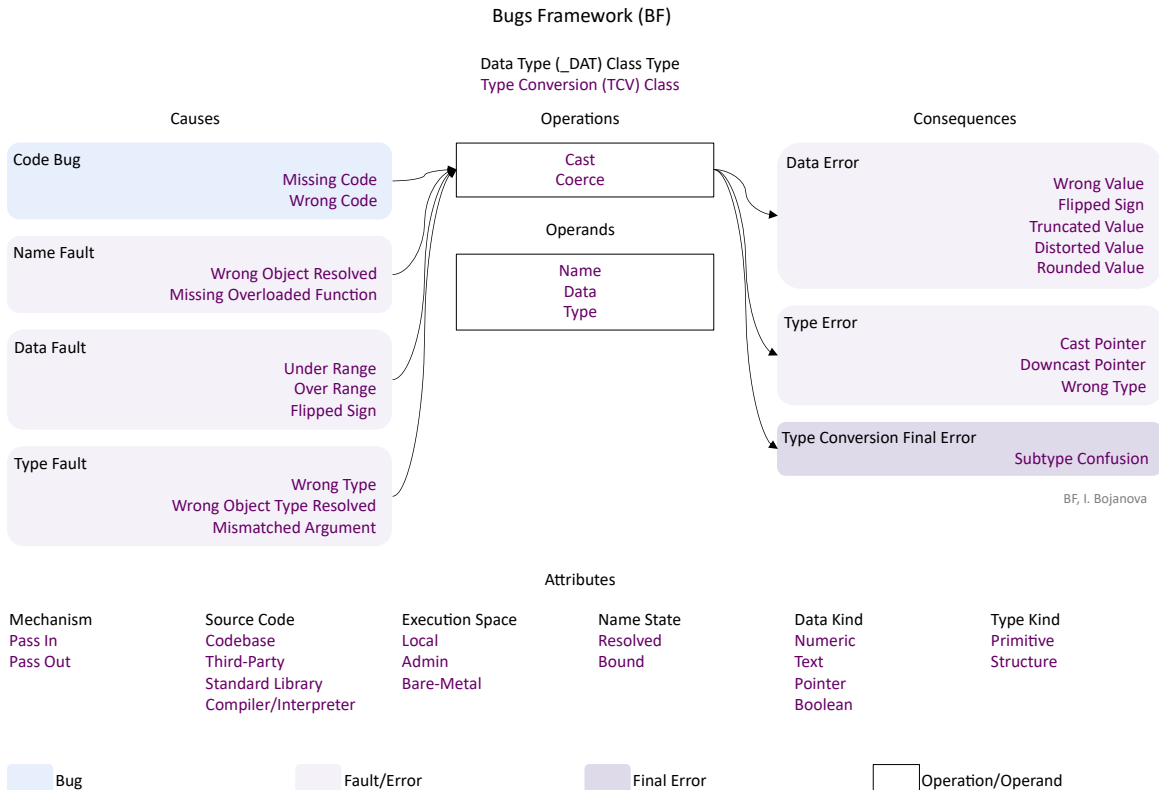 Bugs Framework (BF)
Data Type (_DAT) Class Type
Type Conversion (TCV) Class
Causes
Operations
Consequences
Code Bug
Missing Code
Wrong Code
Name Fault
Wrong Object Resolved
Missing Overloaded Function
Data Fault
Under Range
Over Range
Flipped Sign
Type Fault
Wrong Type
Wrong Object Type Resolved
Mismatched Argument
Cast
Coerce
Operands
Name
Data
Type
Data Error
Wrong Value
Flipped Sign
Truncated Value
Distorted Value
Rounded Value
Type Error
Cast Pointer
Downcast Pointer
Wrong Type
Type Conversion Final Error
Subtype Confusion
BF, I. Bojanova
Attributes
Mechanism
Pass In
Pass Out
Source Code
Codebase
Third-Party
Standard Library
Compiler/Interpreter
Execution Space
Local
Admin
Bare-Metal
Name State
Resolved
Bound
Data Kind
Numeric
Text
Pointer
Boolean
Type Kind
Primitive
Structure
Bug
Fault/Error
Final Error
Operation/Operand